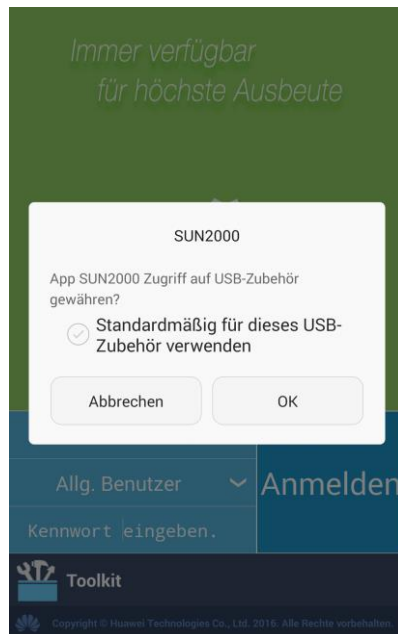 Immer verfügbar
für höchste Ausbeute
SUN2000
App SUN2000 Zugriff auf USB-Zubehör
gewähren?
Standardmäßig für dieses USB-
Zubehör verwenden
Abbrechen
OK
Allg. Benutzer
Anmelden
Kennwort eingeben.
Toolkit
Copyright © Huawei Technologies Co., Ltd. 2016. Alle Rechte vorbehalten.